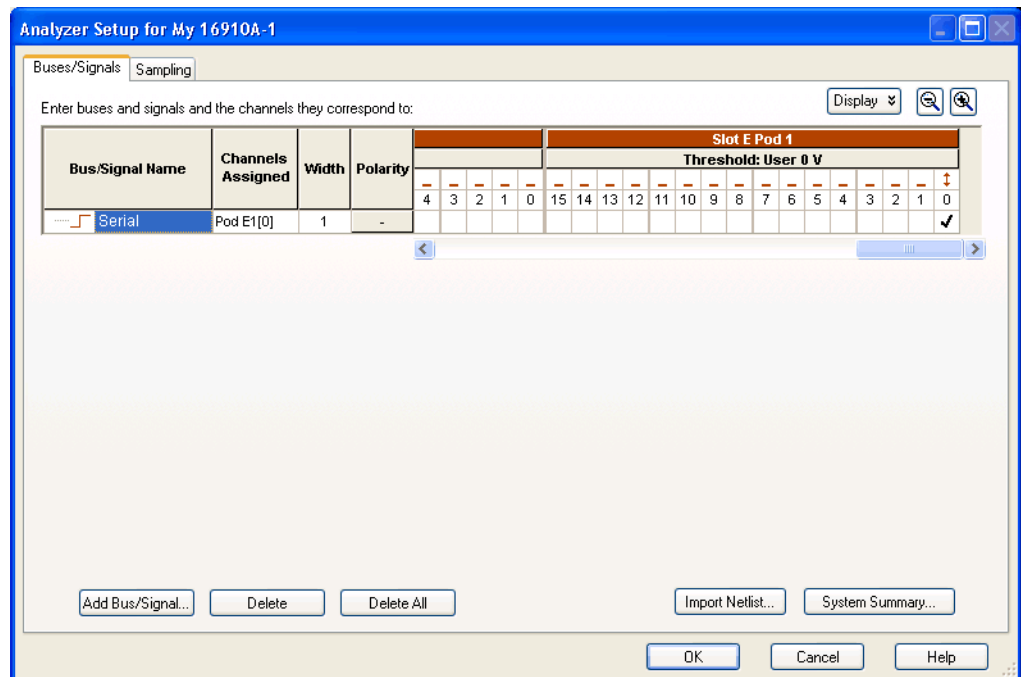 Analyzer Setup for My 16910A-1
Buses/Signals Sampling
Enter buses and signals and the channels they correspond to:
Display
Bus/Signal Name Channels Assigned Width Polarity
Slot E Pod 1
Threshold: User 0 V
4 3 2 1 0 15 14 13 12 11 10 9 8 7 6 5 4 3 2 1 0
Serial Pod E1[0] 1 -
Add Bus/Signal... Delete Delete All Import Netlist... System Summary...
OK Cancel Help